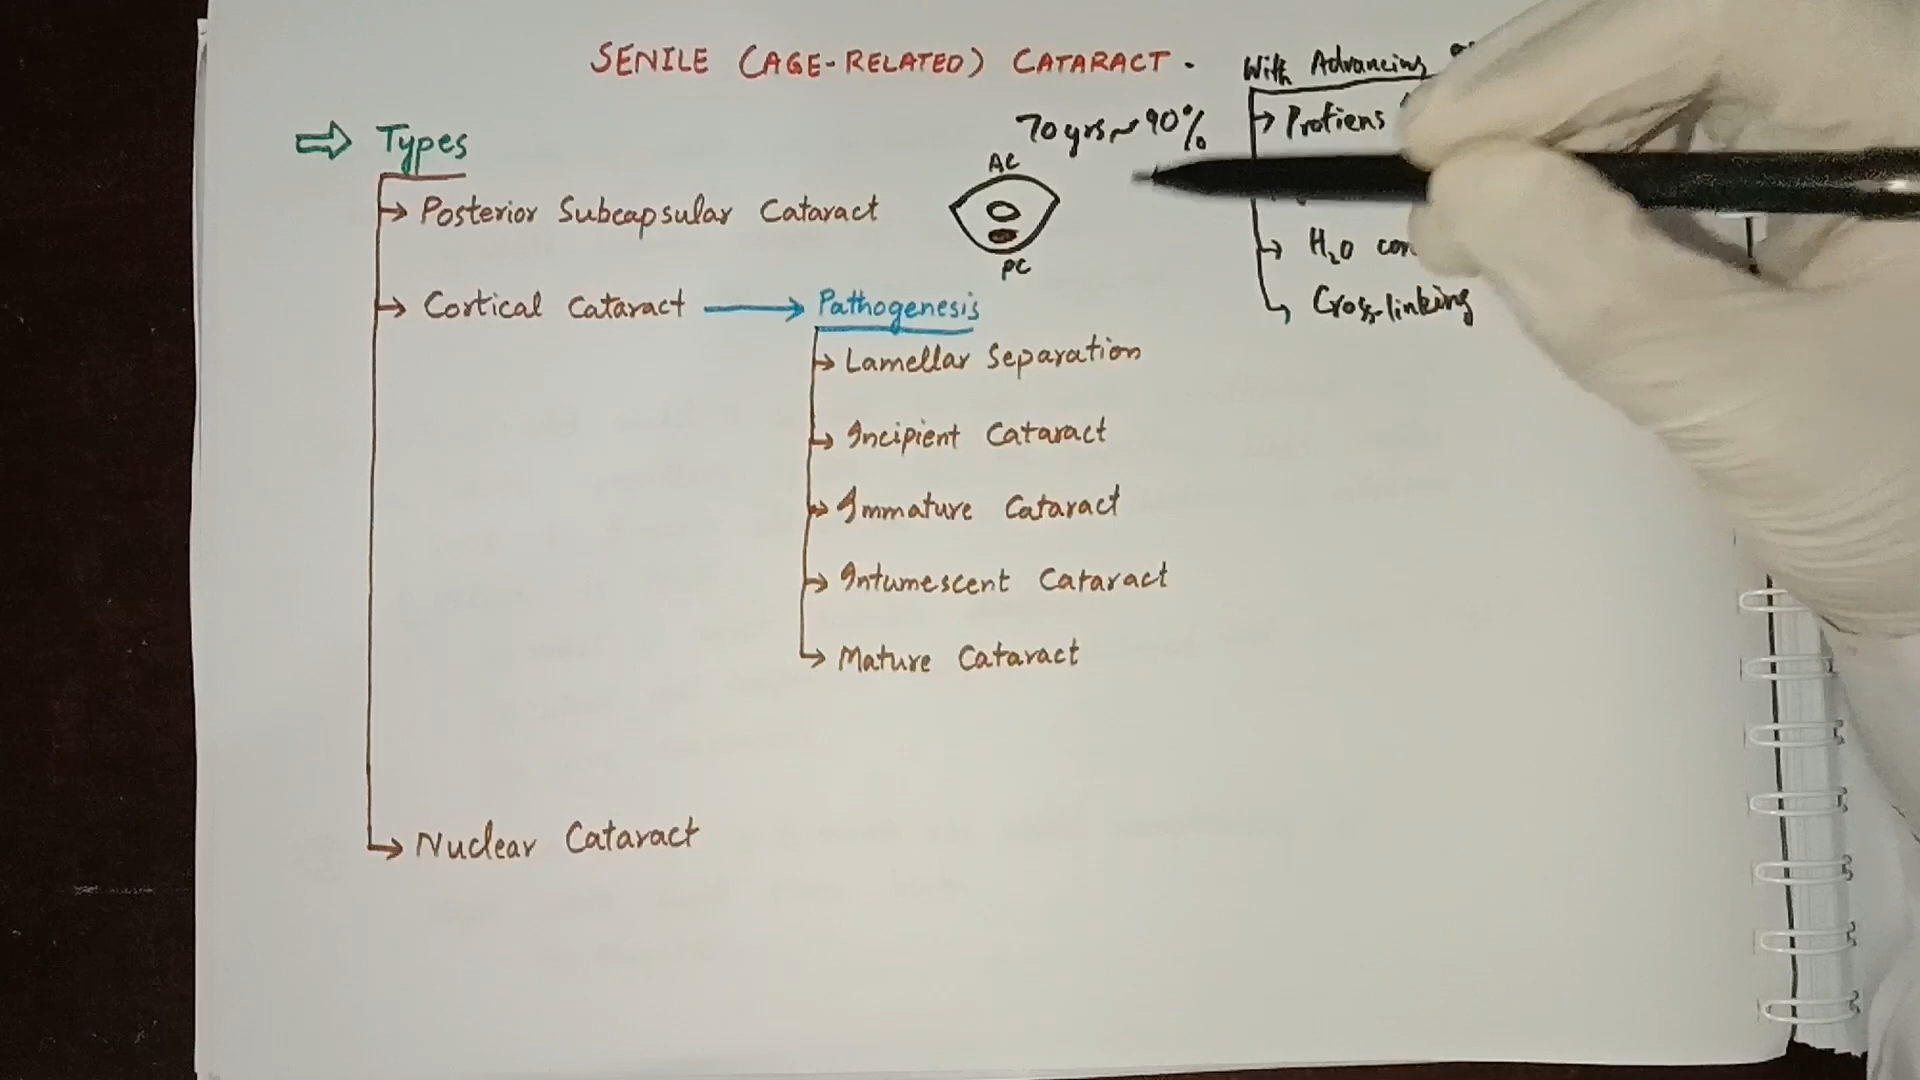 SENILE (AGE-RELATED) CATARACT.
With Advancing
70 yrs ~ 90%
→ Protiens
⇒ Types
AC
→ Posterior Subcapsular Cataract
PC
→ H₂O
→ Cross-linking
→ Cortical Cataract → Pathogenesis
→ Lamellar Separation
→ Incipient Cataract
→ Immature Cataract
→ Intumescent Cataract
→ Mature Cataract
→ Nuclear Cataract